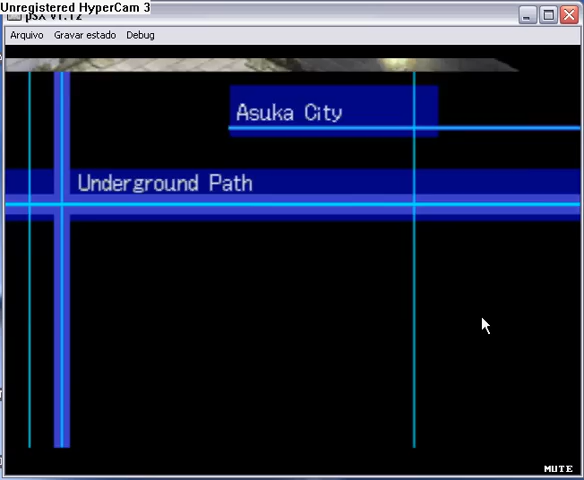 Unregistered HyperCam 3
pSX v1.12
Arquivo Gravar estado Debug
Asuka City
Underground Path
MUTE